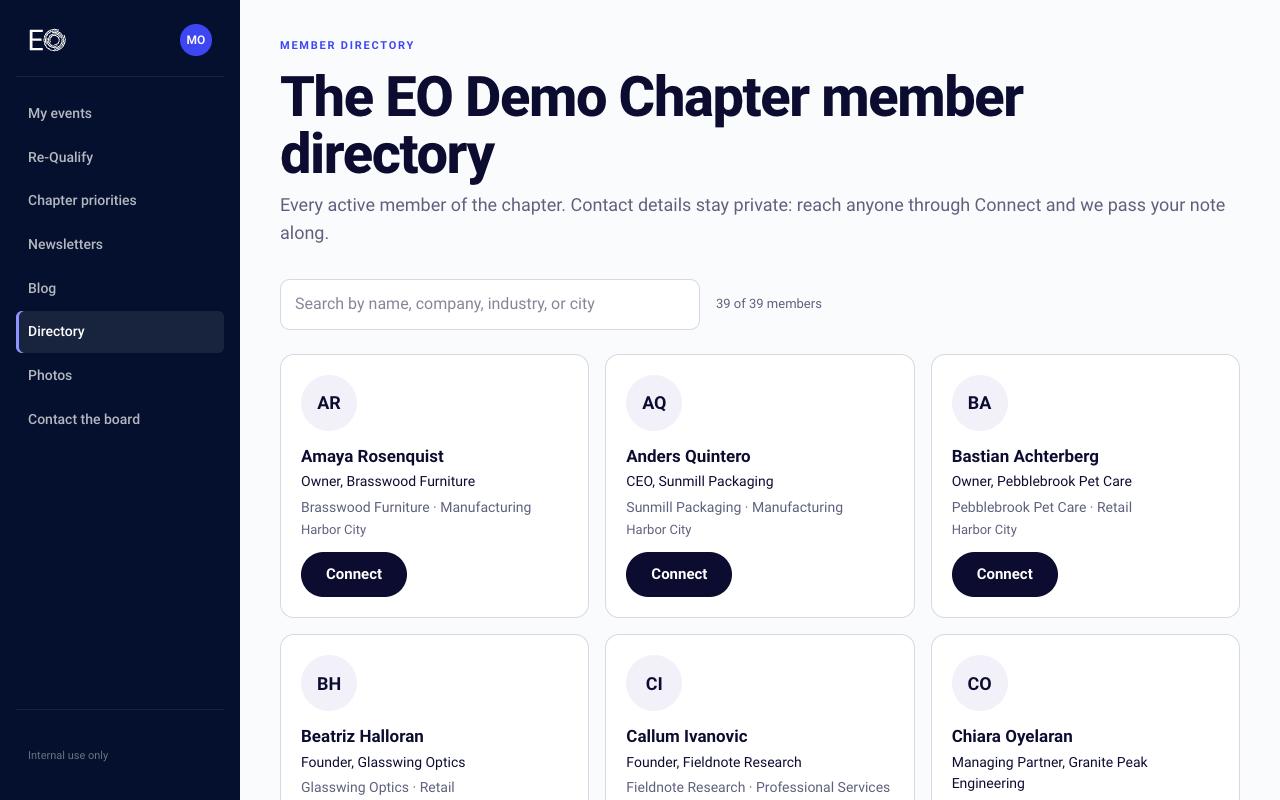 EO
MO
My events
Re-Qualify
Chapter priorities
Newsletters
Blog
Directory
Photos
Contact the board
Internal use only
MEMBER DIRECTORY
The EO Demo Chapter member
directory
Every active member of the chapter. Contact details stay private: reach anyone through Connect and we pass your note
along.
Search by name, company, industry, or city
39 of 39 members
AR
Amaya Rosenquist
Owner, Brasswood Furniture
Brasswood Furniture · Manufacturing
Harbor City
Connect
AQ
Anders Quintero
CEO, Sunmill Packaging
Sunmill Packaging · Manufacturing
Harbor City
Connect
BA
Bastian Achterberg
Owner, Pebblebrook Pet Care
Pebblebrook Pet Care · Retail
Harbor City
Connect
BH
Beatriz Halloran
Founder, Glasswing Optics
Glasswing Optics · Retail
CI
Callum Ivanovic
Founder, Fieldnote Research
Fieldnote Research · Professional Services
CO
Chiara Oyelaran
Managing Partner, Granite Peak
Engineering